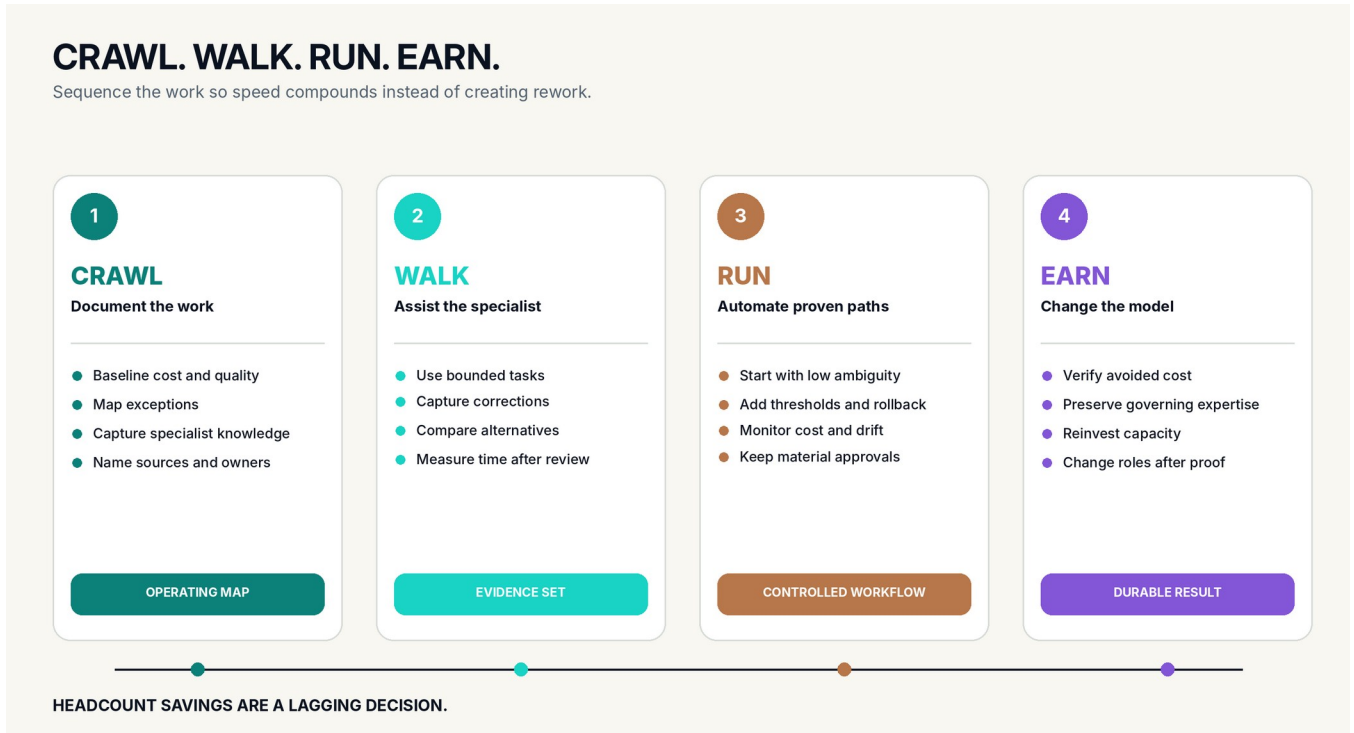 CRAWL. WALK. RUN. EARN.
Sequence the work so speed compounds instead of creating rework.
1
CRAWL
Document the work
Baseline cost and quality
Map exceptions
Capture specialist knowledge
Name sources and owners
OPERATING MAP
2
WALK
Assist the specialist
Use bounded tasks
Capture corrections
Compare alternatives
Measure time after review
EVIDENCE SET
3
RUN
Automate proven paths
Start with low ambiguity
Add thresholds and rollback
Monitor cost and drift
Keep material approvals
CONTROLLED WORKFLOW
4
EARN
Change the model
Verify avoided cost
Preserve governing expertise
Reinvest capacity
Change roles after proof
DURABLE RESULT
HEADCOUNT SAVINGS ARE A LAGGING DECISION.